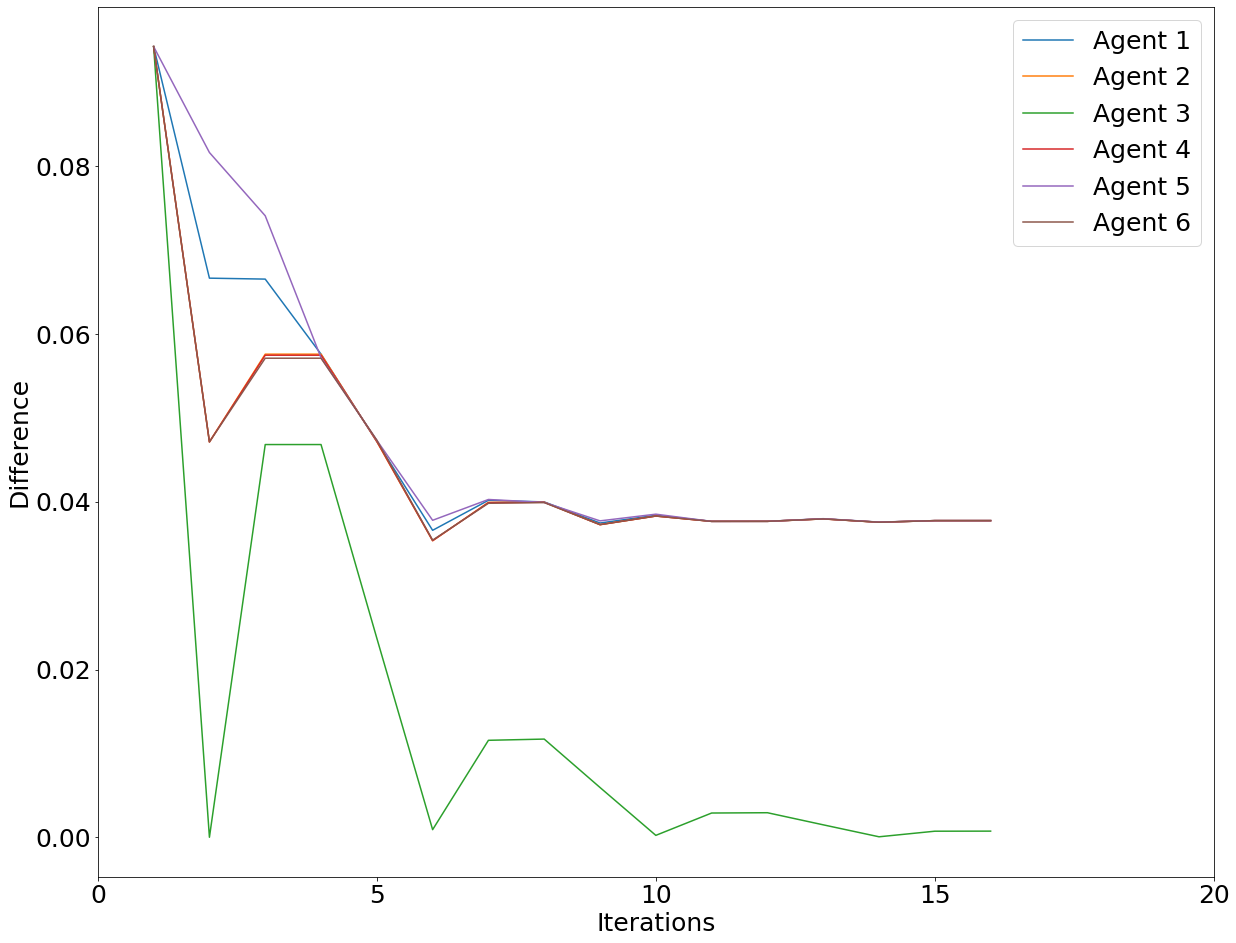 Agent 1
Agent 2
Agent 3
Agent 4
Agent 5
Agent 6
0.08
0.06
0.04
0.02
0.00
Difference
0 5 10 15 20
Iterations